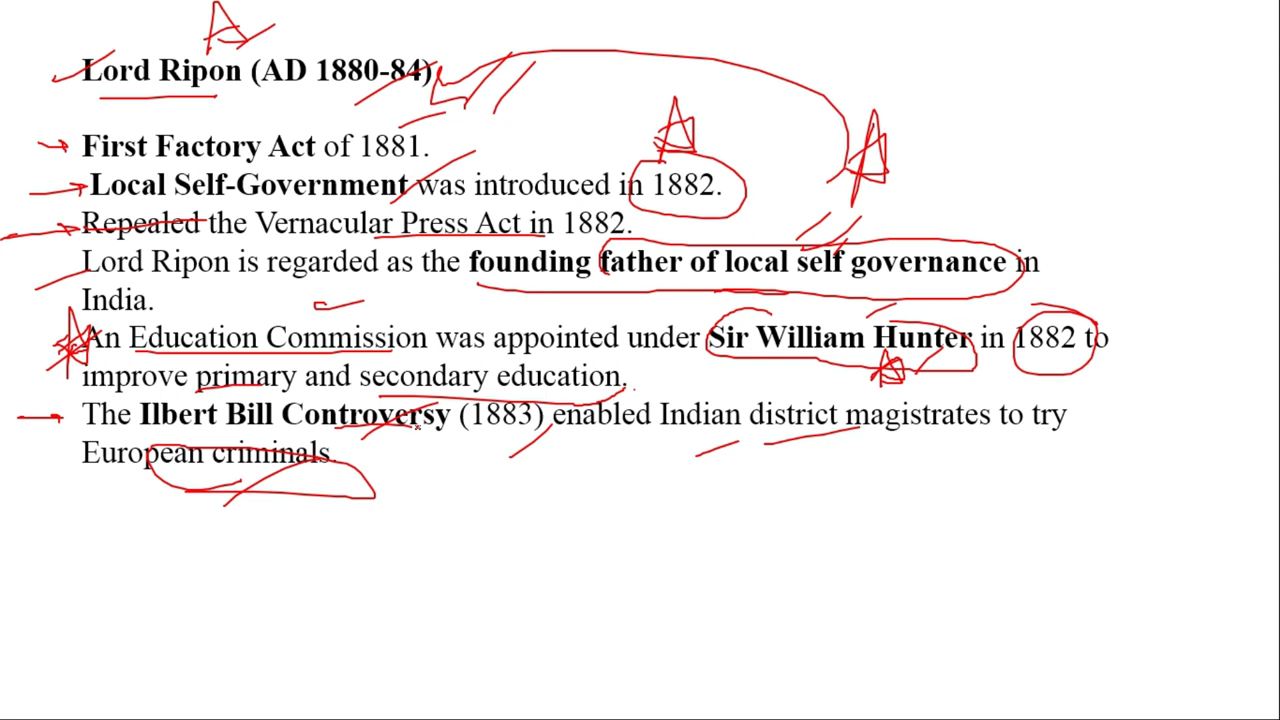 Lord Ripon (AD 1880-84)
First Factory Act of 1881.
Local Self-Government was introduced in 1882.
Repealed the Vernacular Press Act in 1882.
Lord Ripon is regarded as the founding father of local self governance in
India.
An Education Commission was appointed under Sir William Hunter in 1882 to
improve primary and secondary education.
The Ilbert Bill Controversy (1883) enabled Indian district magistrates to try
European criminals.